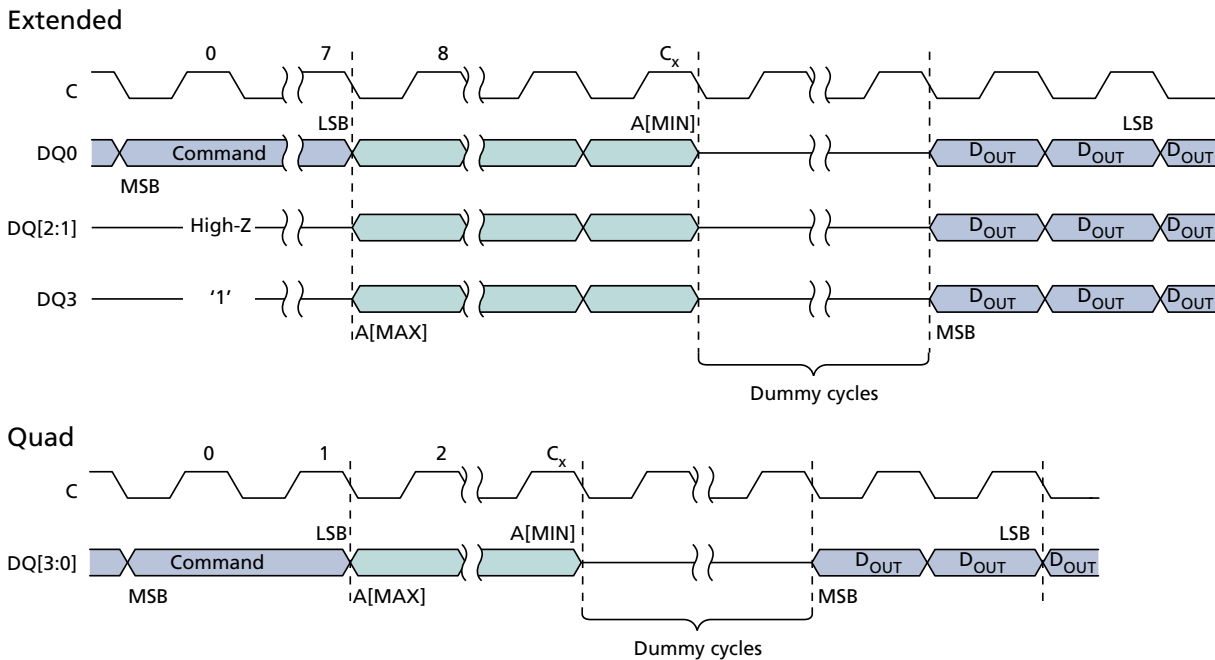 Extended
0 7 8 Cx
C
LSB A[MIN] LSB
DQ0 Command DOUT DOUT DOUT
MSB
DQ[2:1] High-Z DOUT DOUT DOUT
DQ3 ‘1’ DOUT DOUT DOUT
A[MAX] MSB
Dummy cycles
Quad
0 1 2 Cx
C
LSB A[MIN] LSB
DQ[3:0] Command DOUT DOUT DOUT
MSB A[MAX] MSB
Dummy cycles